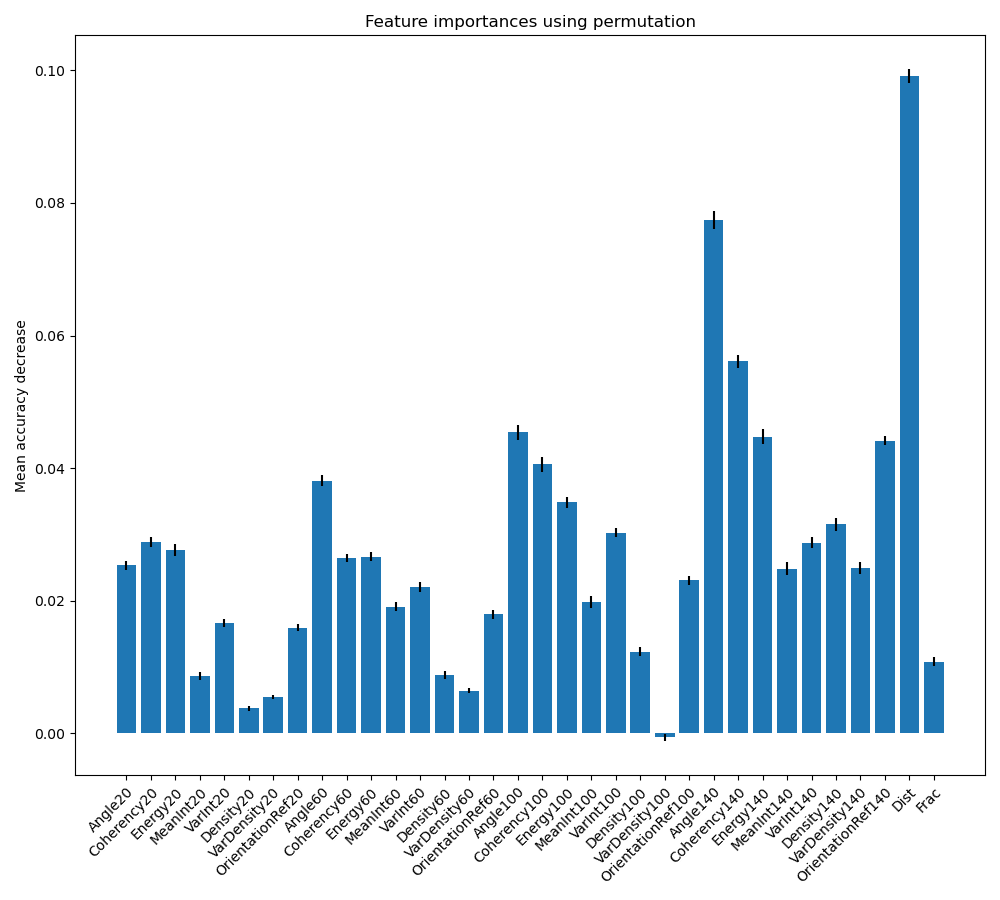 Feature importances using permutation
Mean accuracy decrease
0.10
0.08
0.06
0.04
0.02
0.00
Angle20
Coherency20
Energy20
MeanInt20
VarInt20
Density20
VarDensity20
OrientationRef20
Angle60
Coherency60
Energy60
MeanInt60
VarInt60
Density60
VarDensity60
OrientationRef60
Angle100
Coherency100
Energy100
MeanInt100
VarInt100
Density100
VarDensity100
OrientationRef100
Angle140
Coherency140
Energy140
MeanInt140
VarInt140
Density140
VarDensity140
OrientationRef140
Dist
Frac